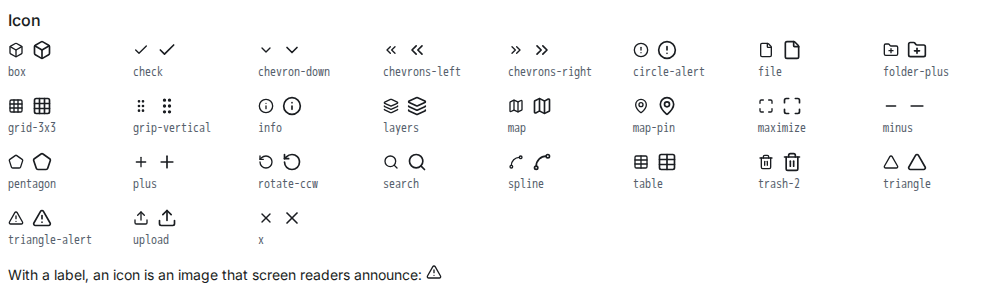 Icon
box check chevron-down chevrons-left chevrons-right circle-alert file folder-plus
grid-3x3 grip-vertical info layers map map-pin maximize minus
pentagon plus rotate-ccw search spline table trash-2 triangle
triangle-alert upload x
With a label, an icon is an image that screen readers announce: